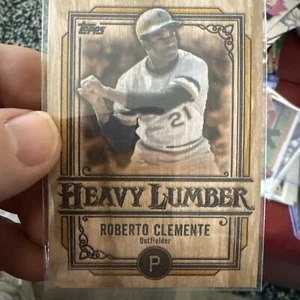 Topps
21
HEAVY LUMBER
ROBERTO CLEMENTE
Outfielder
P